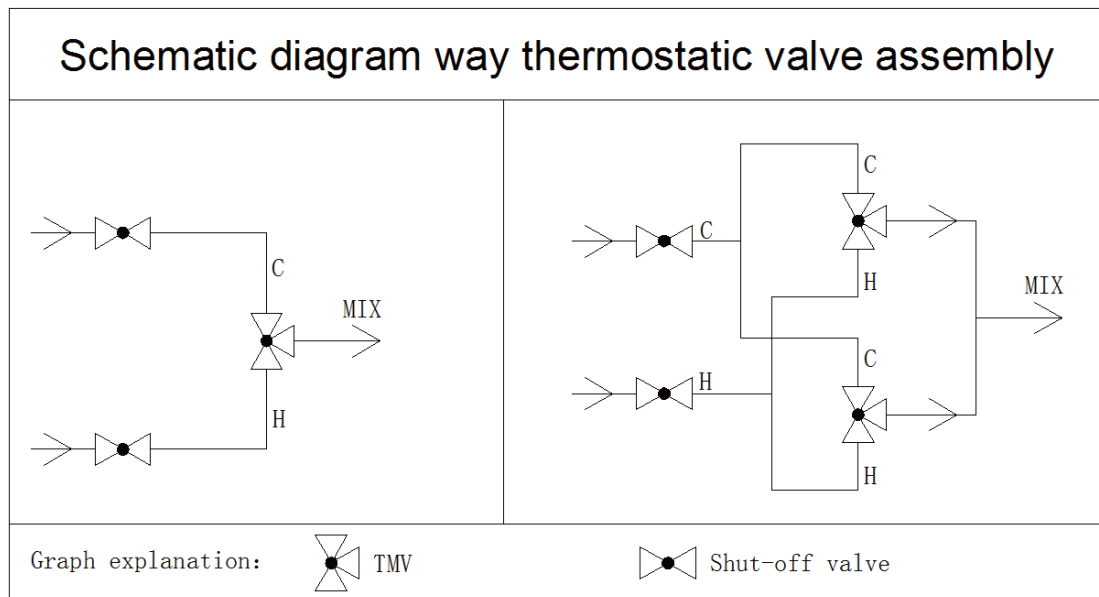 Schematic diagram way thermostatic valve assembly
C
MIX
H
C
C
H
MIX
C
H
H
Graph explanation: TMV Shut-off valve